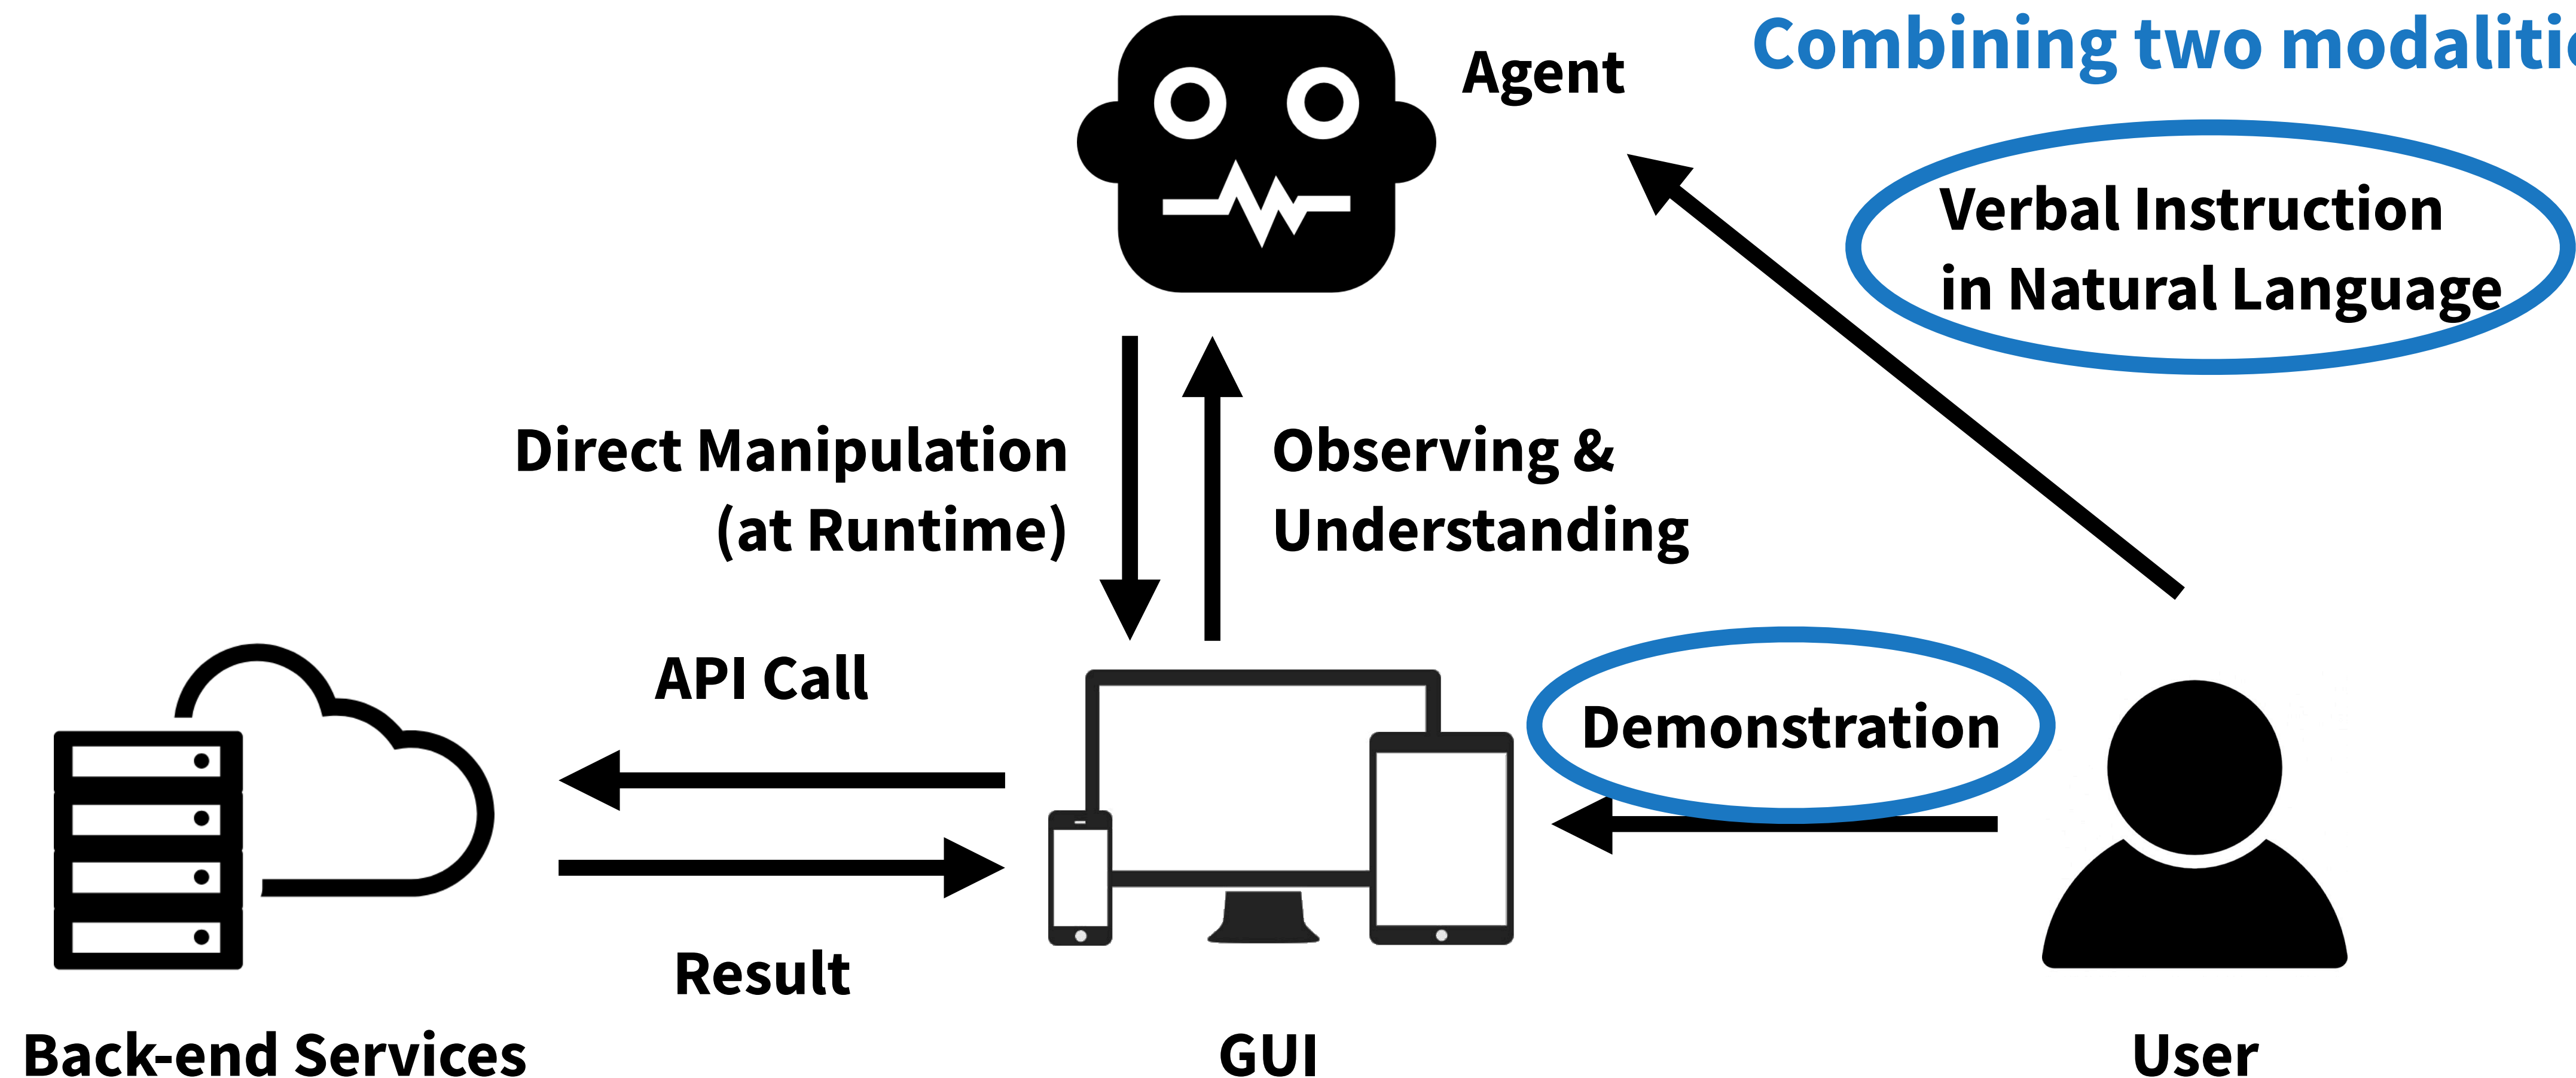 Combining two modalitie
Agent
Verbal Instruction
in Natural Language
Direct Manipulation
(at Runtime)
Observing &
Understanding
API Call
Demonstration
Result
Back-end Services
GUI
User